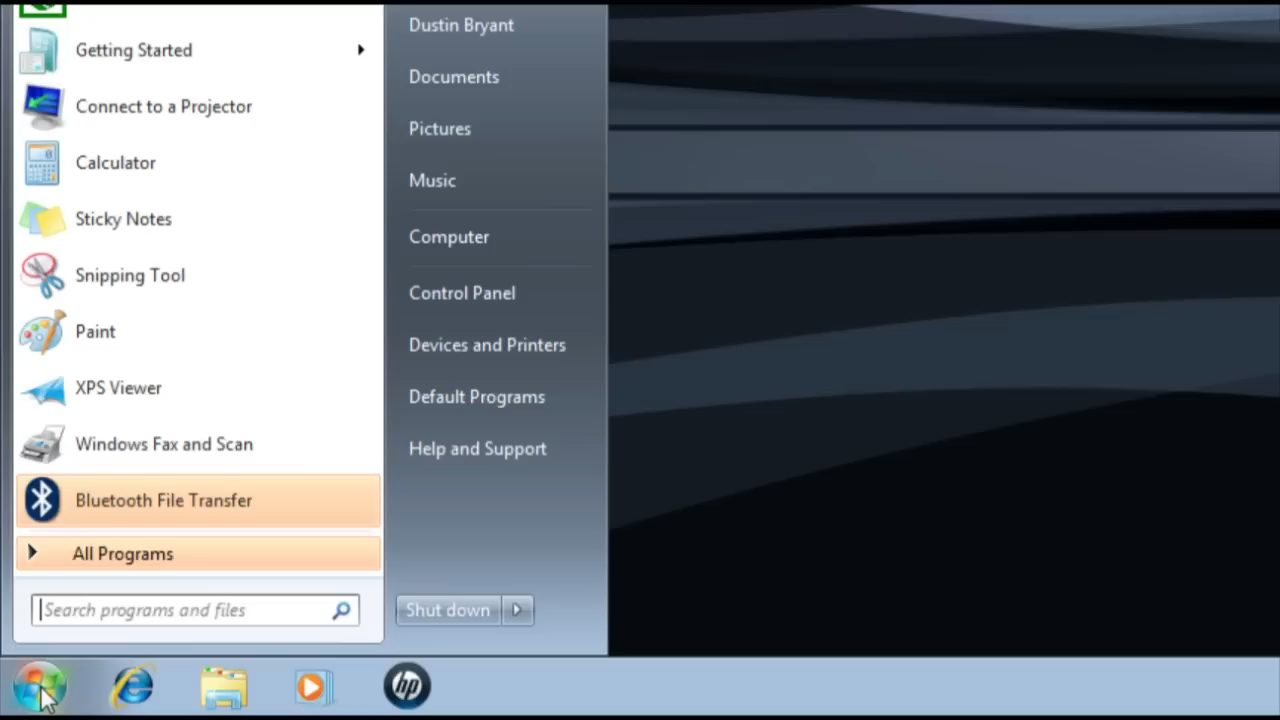 Getting Started
Connect to a Projector
Calculator
Sticky Notes
Snipping Tool
Paint
XPS Viewer
Windows Fax and Scan
Bluetooth File Transfer
All Programs
Search programs and files
Dustin Bryant
Documents
Pictures
Music
Computer
Control Panel
Devices and Printers
Default Programs
Help and Support
Shut down
hp